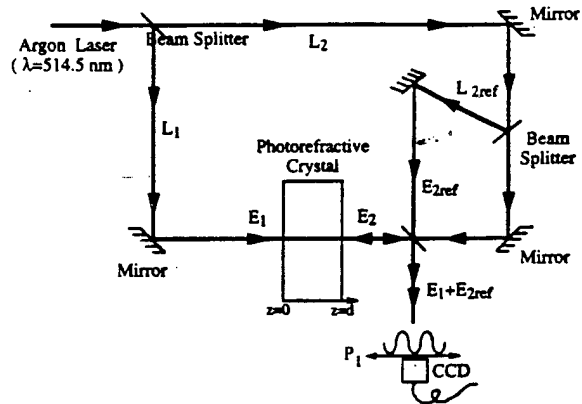 Mirror
Argon Laser
(λ=514.5 nm)
Beam Splitter
L2
L 2ref
L1
Photorefractive
Crystal
Beam
Splitter
E2ref
E1
E2
Mirror
Mirror
E1+E2ref
z=0
z=d
P1
CCD